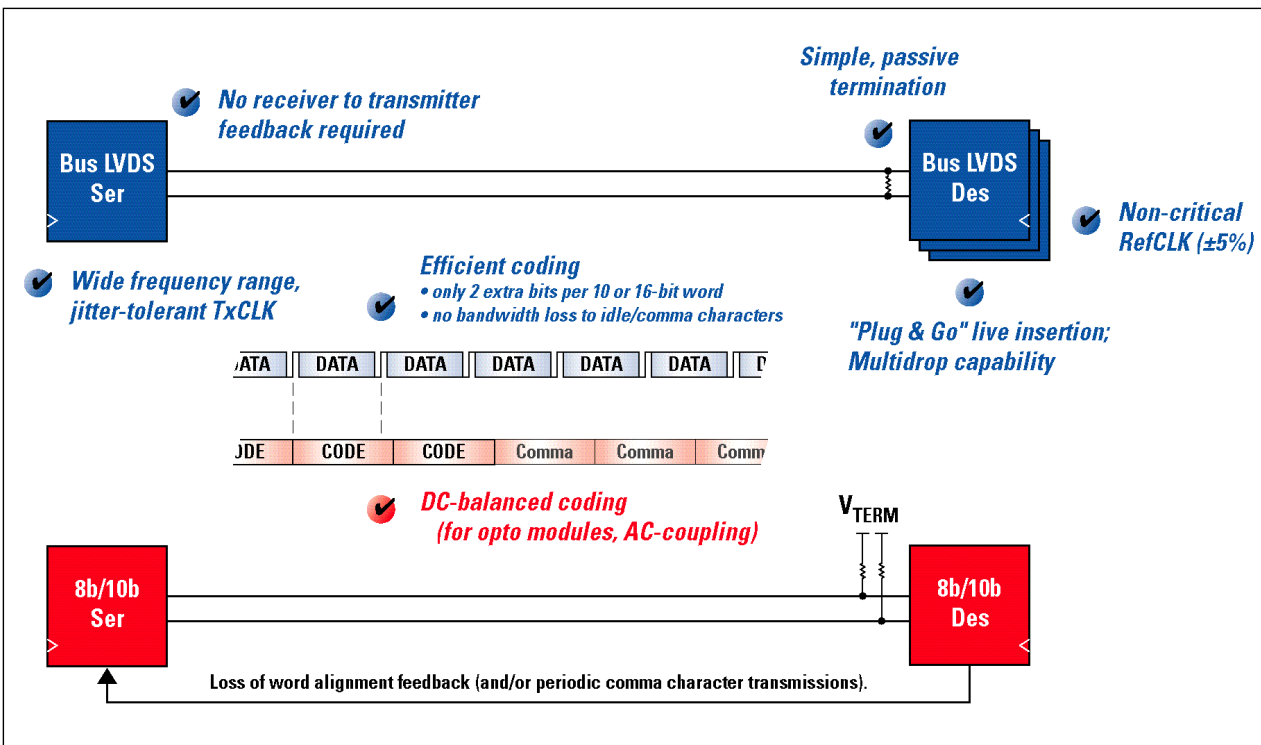 Simple, passive
termination
No receiver to transmitter
feedback required
Bus LVDS
Ser
Bus LVDS
Des
Non-critical
RefCLK (±5%)
Wide frequency range,
jitter-tolerant TxCLK
Efficient coding
• only 2 extra bits per 10 or 16-bit word
• no bandwidth loss to idle/comma characters
"Plug & Go" live insertion;
Multidrop capability
ATA DATA DATA DATA DATA DATA D
ODE CODE CODE Comma Comma Comm
DC-balanced coding
(for opto modules, AC-coupling)
VTERM
8b/10b
Ser
8b/10b
Des
Loss of word alignment feedback (and/or periodic comma character transmissions).